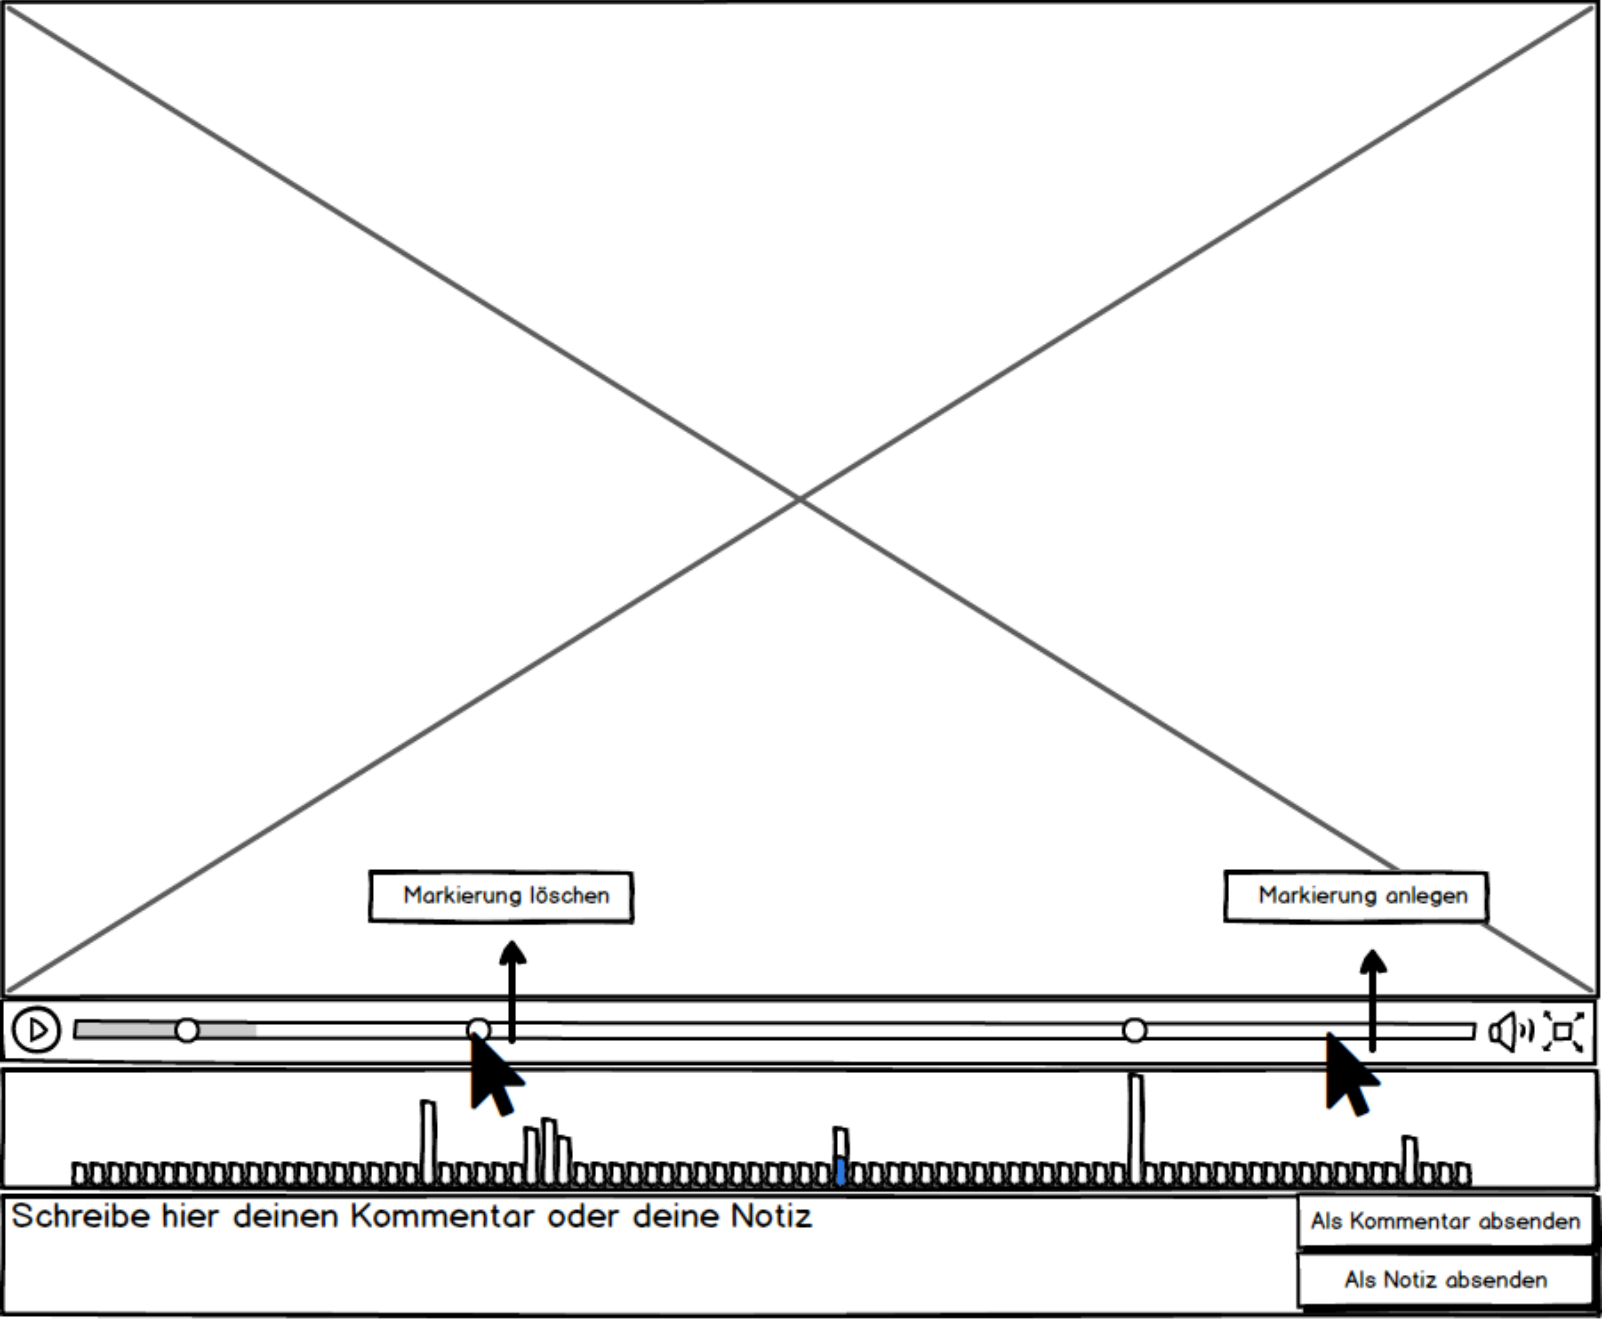 Markierung löschen
Markierung anlegen
Schreibe hier deinen Kommentar oder deine Notiz
Als Kommentar absenden
Als Notiz absenden